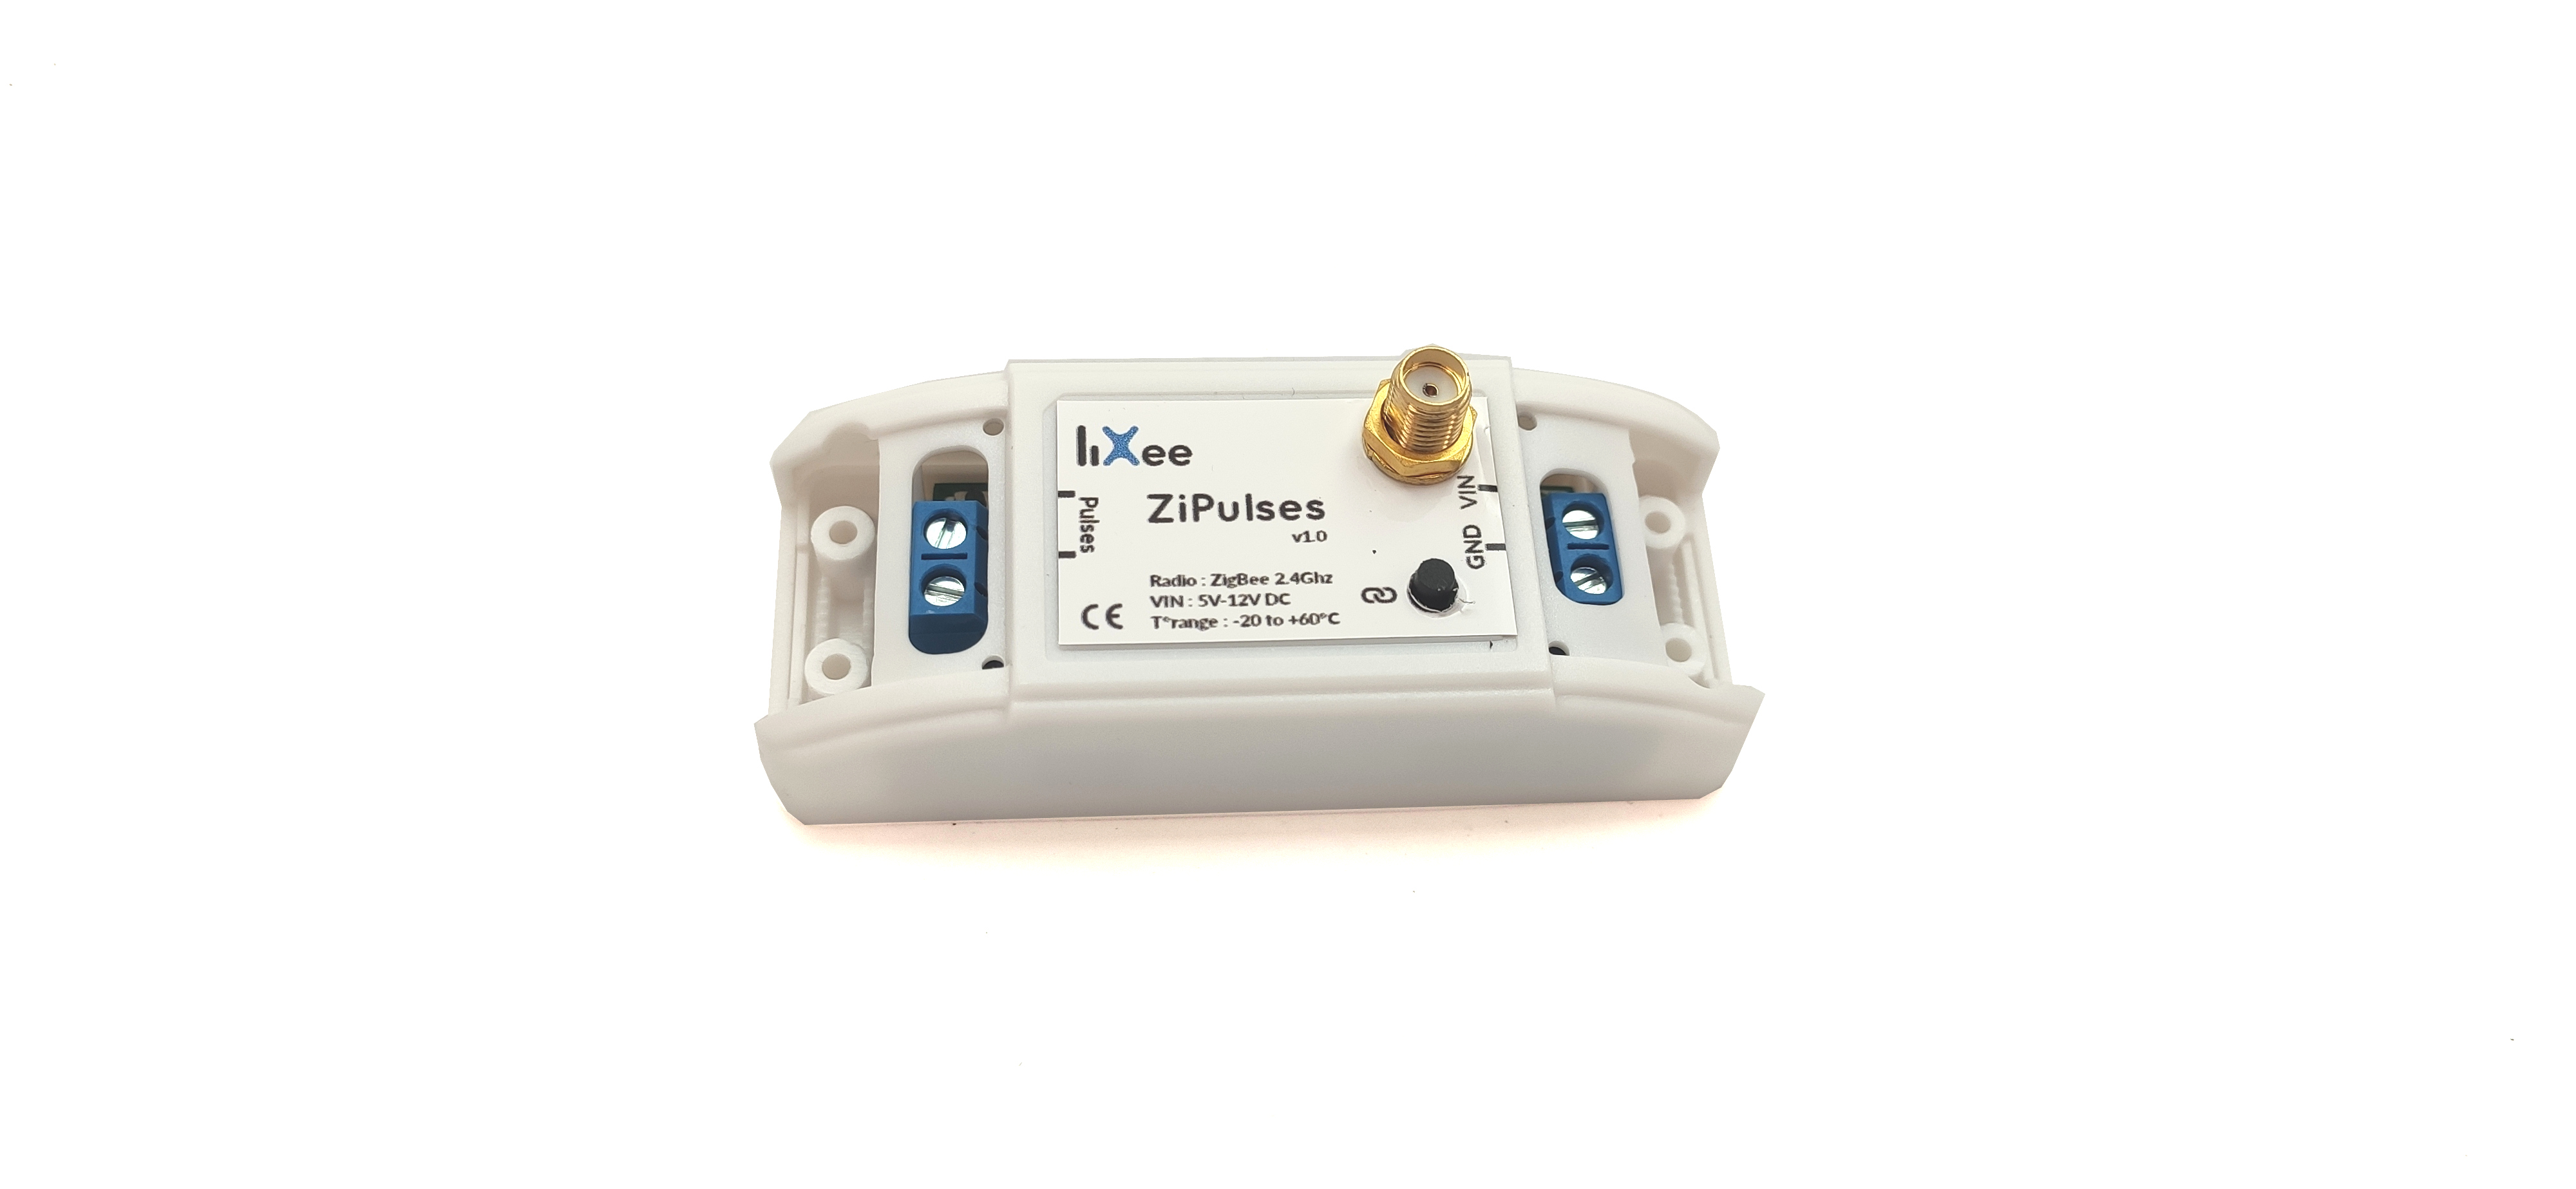 liXee
Pulses
ZiPulses
v1.0
VIN
GND
Radio : ZigBee 2.4Ghz
VIN : 5V-12V DC
T°range : -20 to +60°C
CE